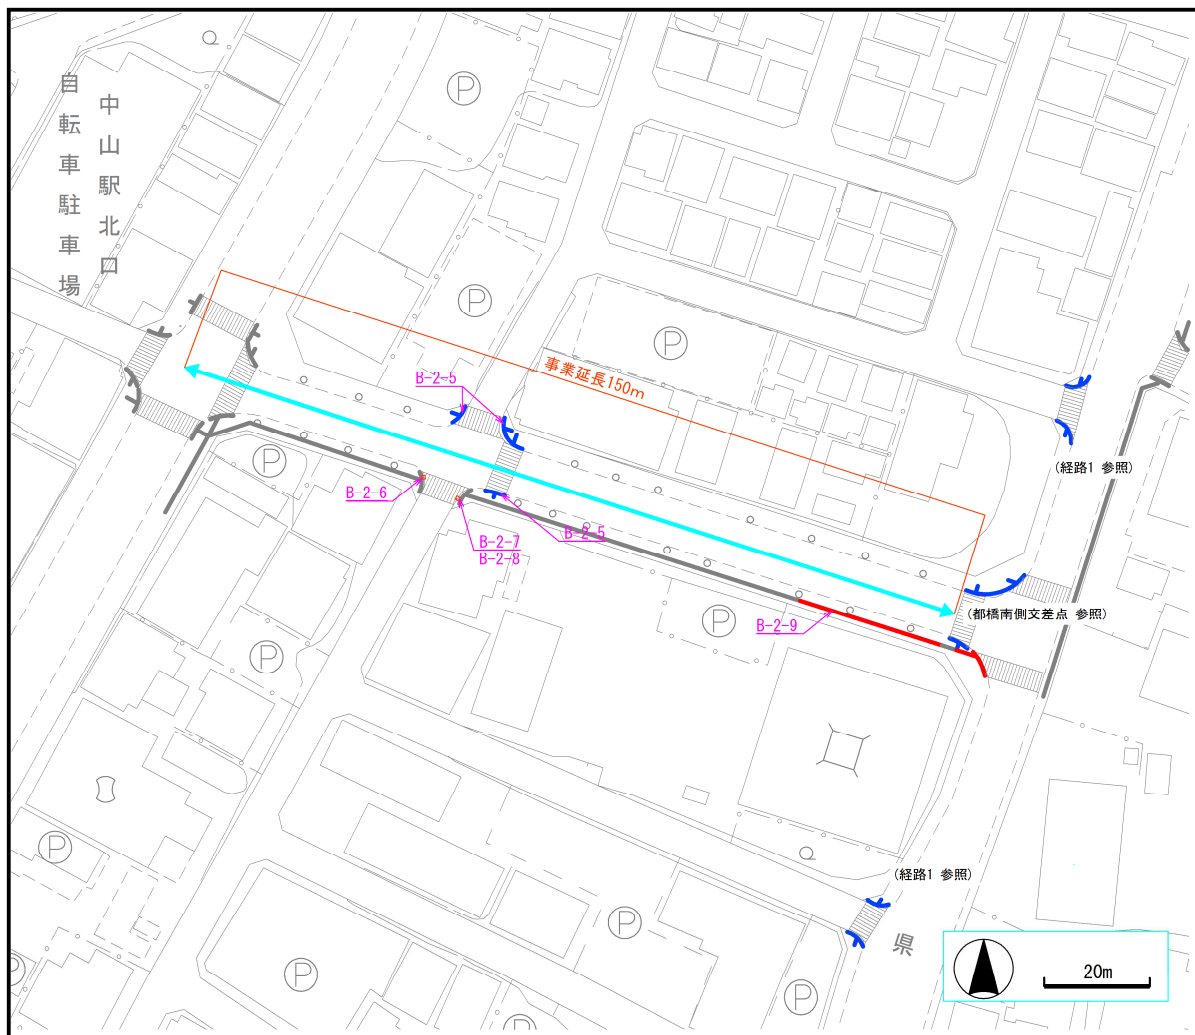 自転車駐車場
中山駅北口
P
P
P
事業延長150m
B-2-5
(経路1 参照)
P
B-2-6
B-2-7
B-2-8
B-2-5
(都橋南側文差点 参照)
P
B-2-9
P
P
(経路1 参照)
P
県
P
P
P
P
20m